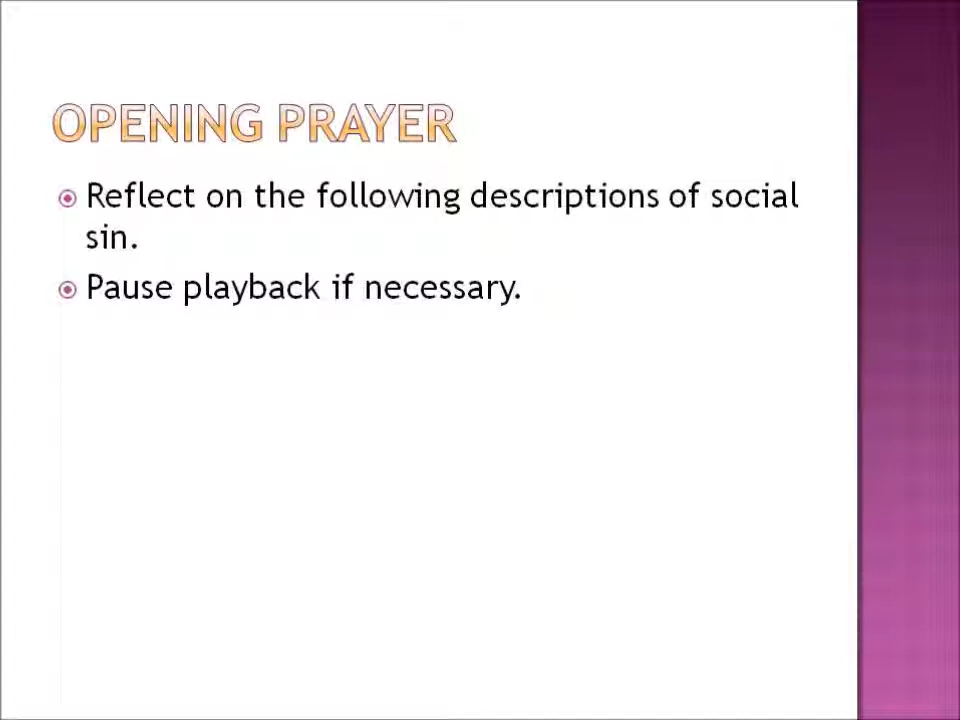 OPENING PRAYER
Reflect on the following descriptions of social
sin.
Pause playback if necessary.